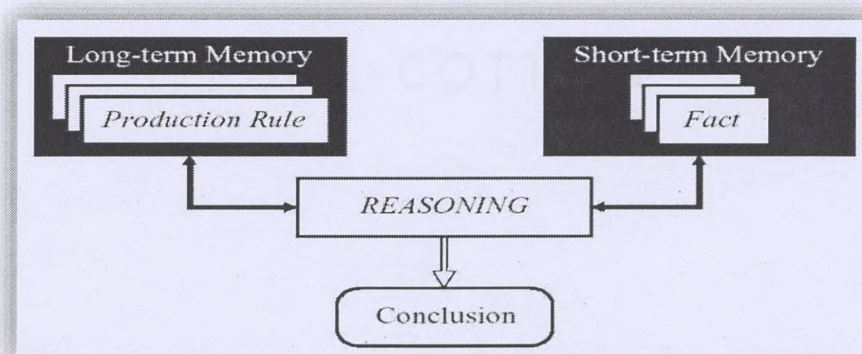 Long-term Memory
Short-term Memory
Production Rule
Fact
REASONING
Conclusion